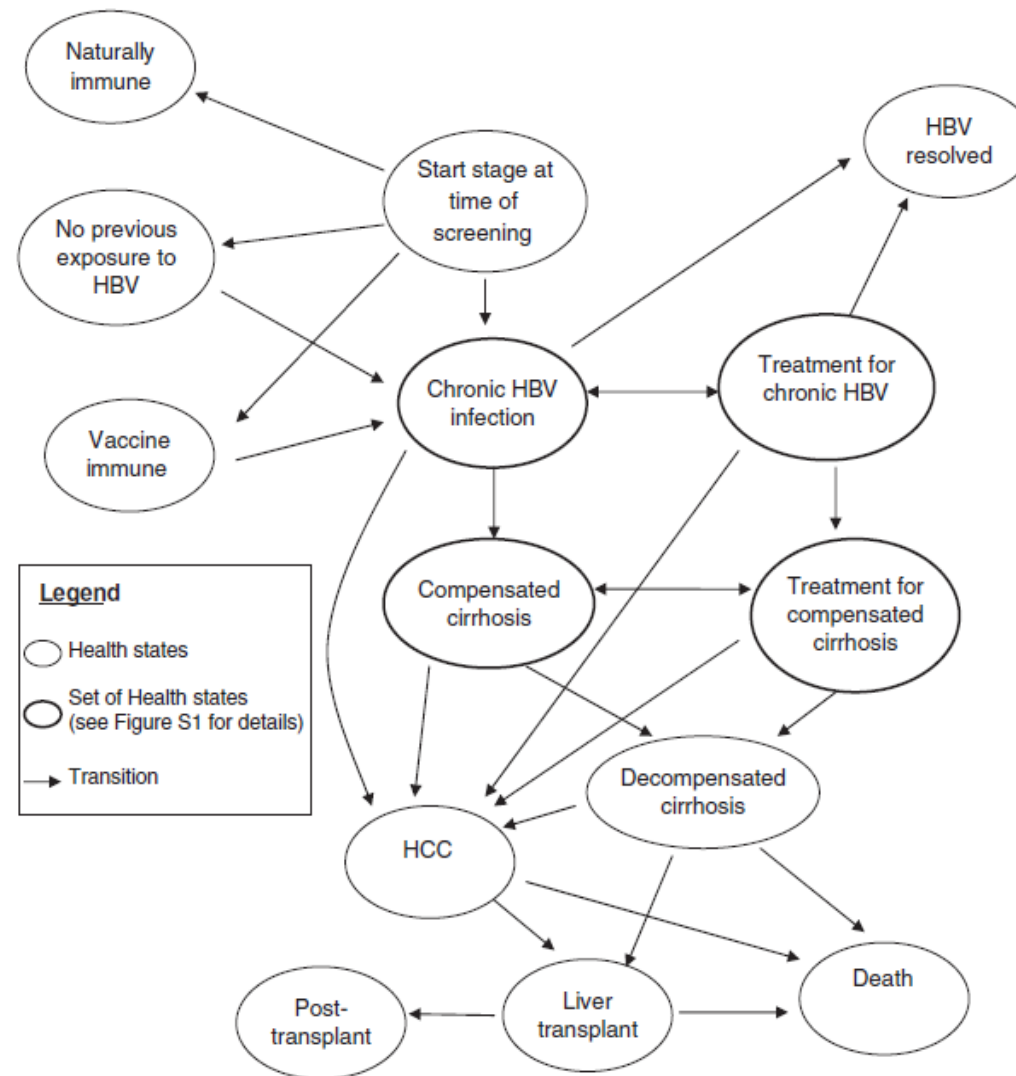 Naturally
immune
HBV
resolved
Start stage at
time of
screening
No previous
exposure to
HBV
Treatment for
chronic HBV
Chronic HBV
infection
Vaccine
immune
Compensated
cirrhosis
Treatment for
compensated
cirrhosis
Legend
Health states
Set of Health states
(see Figure S1 for details)
Transition
Decompensated
cirrhosis
HCC
Death
Post-
transplant
Liver
transplant